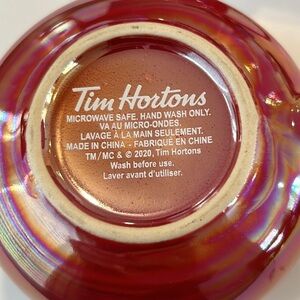 Tim Hortons
MICROWAVE SAFE. HAND WASH ONLY.
VA AU MICRO-ONDES.
LAVAGE À LA MAIN SEULEMENT.
MADE IN CHINA - FABRIQUÉ EN CHINE
TM / MC & © 2020, Tim Hortons
Wash before use.
Laver avant d'utiliser.